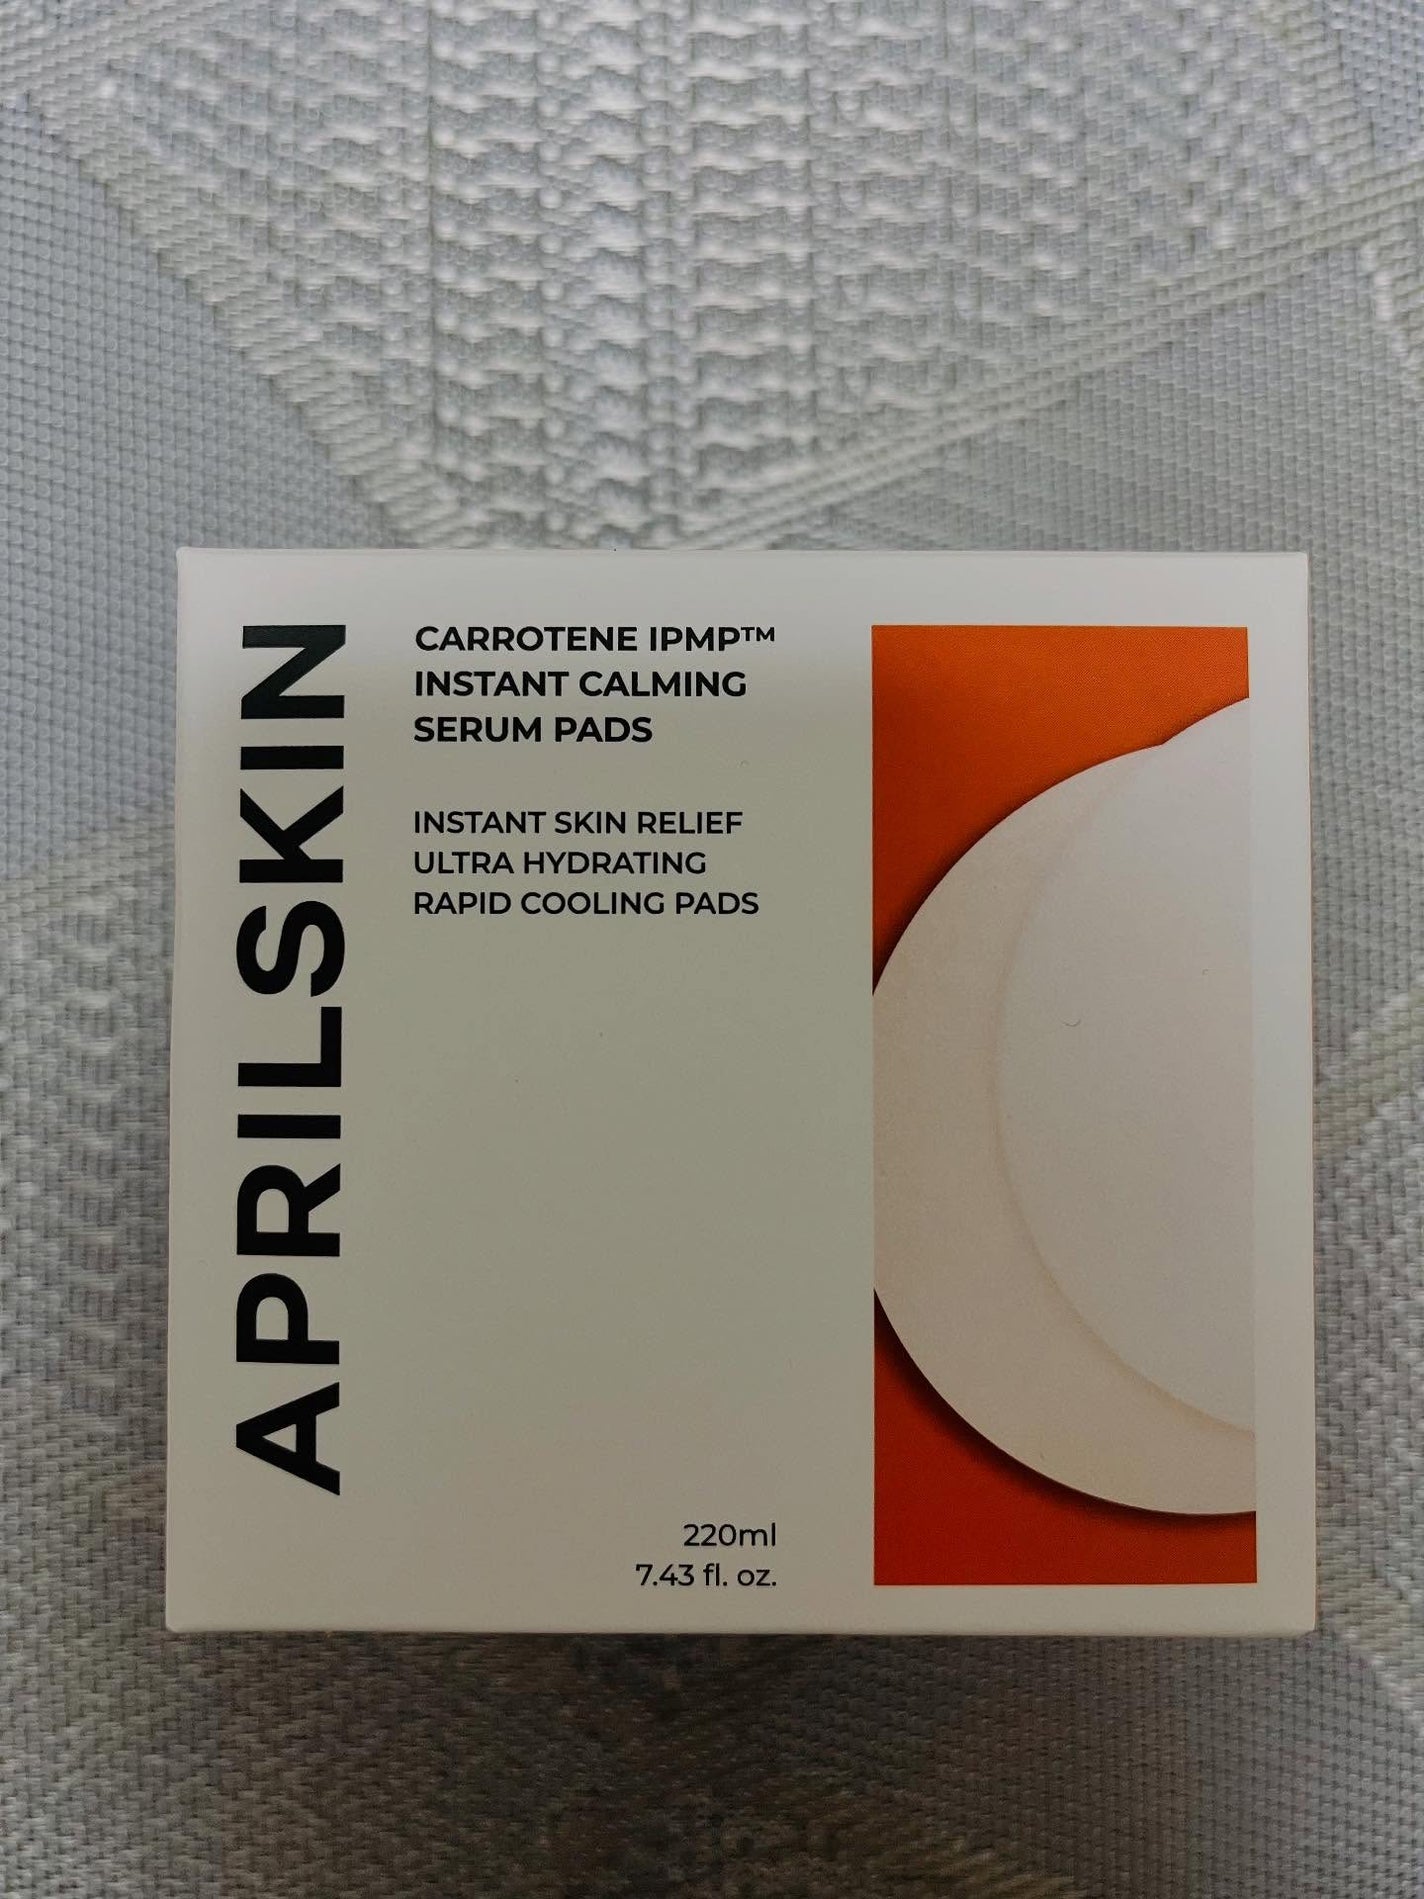 APRILSKIN
CARROTENE IPMP™
INSTANT CALMING
SERUM PADS
INSTANT SKIN RELIEF
ULTRA HYDRATING
RAPID COOLING PADS
220ml
7.43 fl. oz.